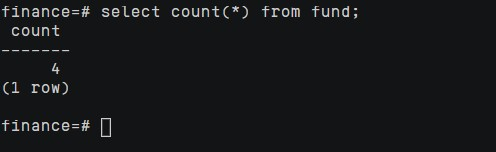 finance=# select count(*) from fund;
 count
-------
     4
(1 row)

finance=#